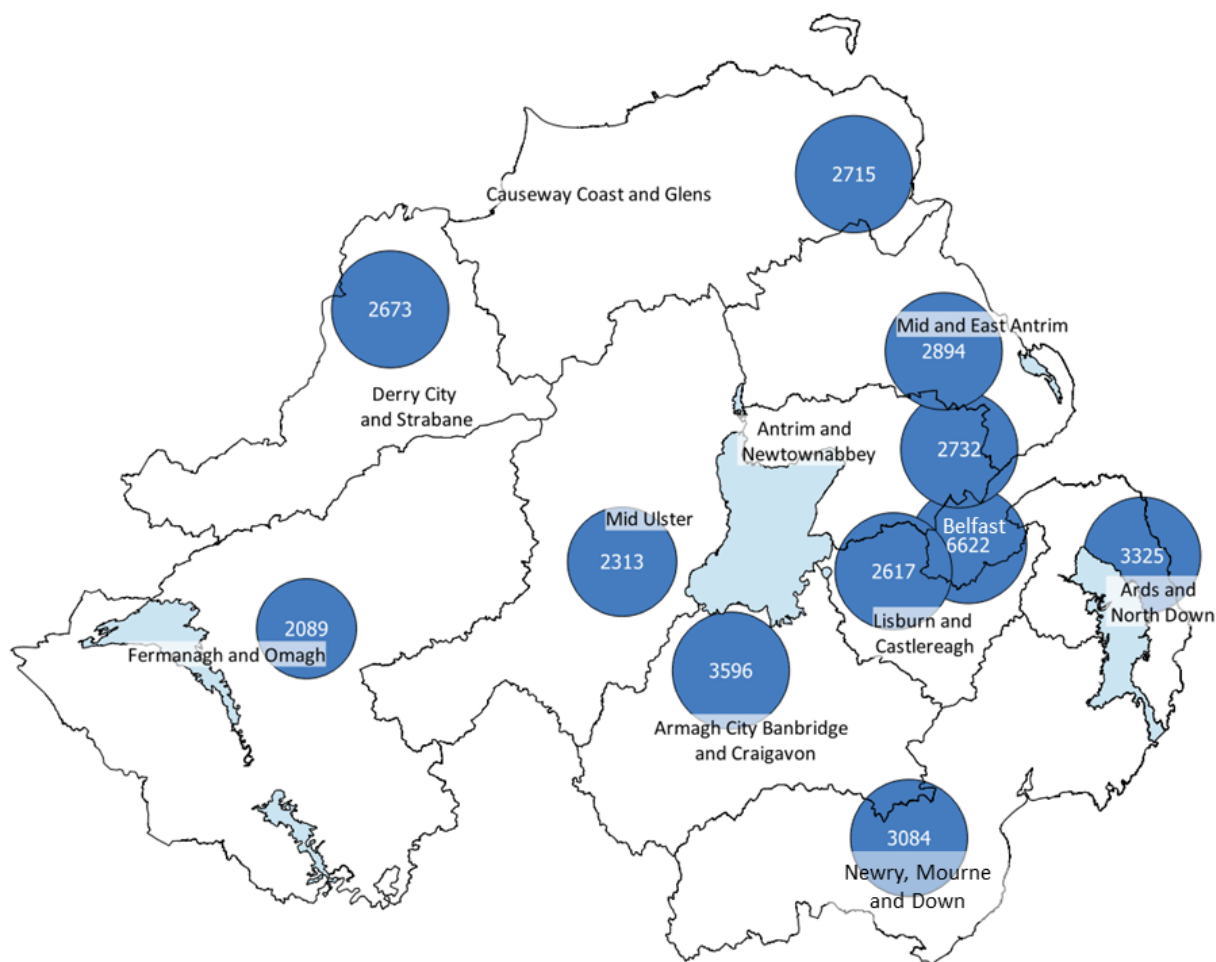 2715
Causeway Coast and Glens
2673
Mid and East Antrim
2894
Derry City
and Strabane
Antrim and
Newtownabbey
2732
Mid Ulster
2313
Belfast
6622
2617
Lisburn and
Castlereagh
3325
Ards and
North Down
2089
Fermanagh and Omagh
3596
Armagh City Banbridge
and Craigavon
3084
Newry, Mourne
and Down